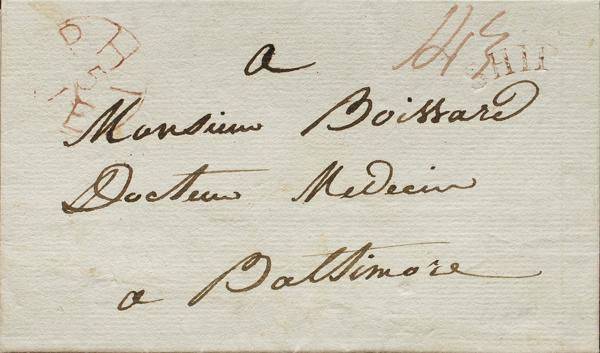 a
SHIP
Monsieur Boissard
Docteur Medecin
a Baltimore